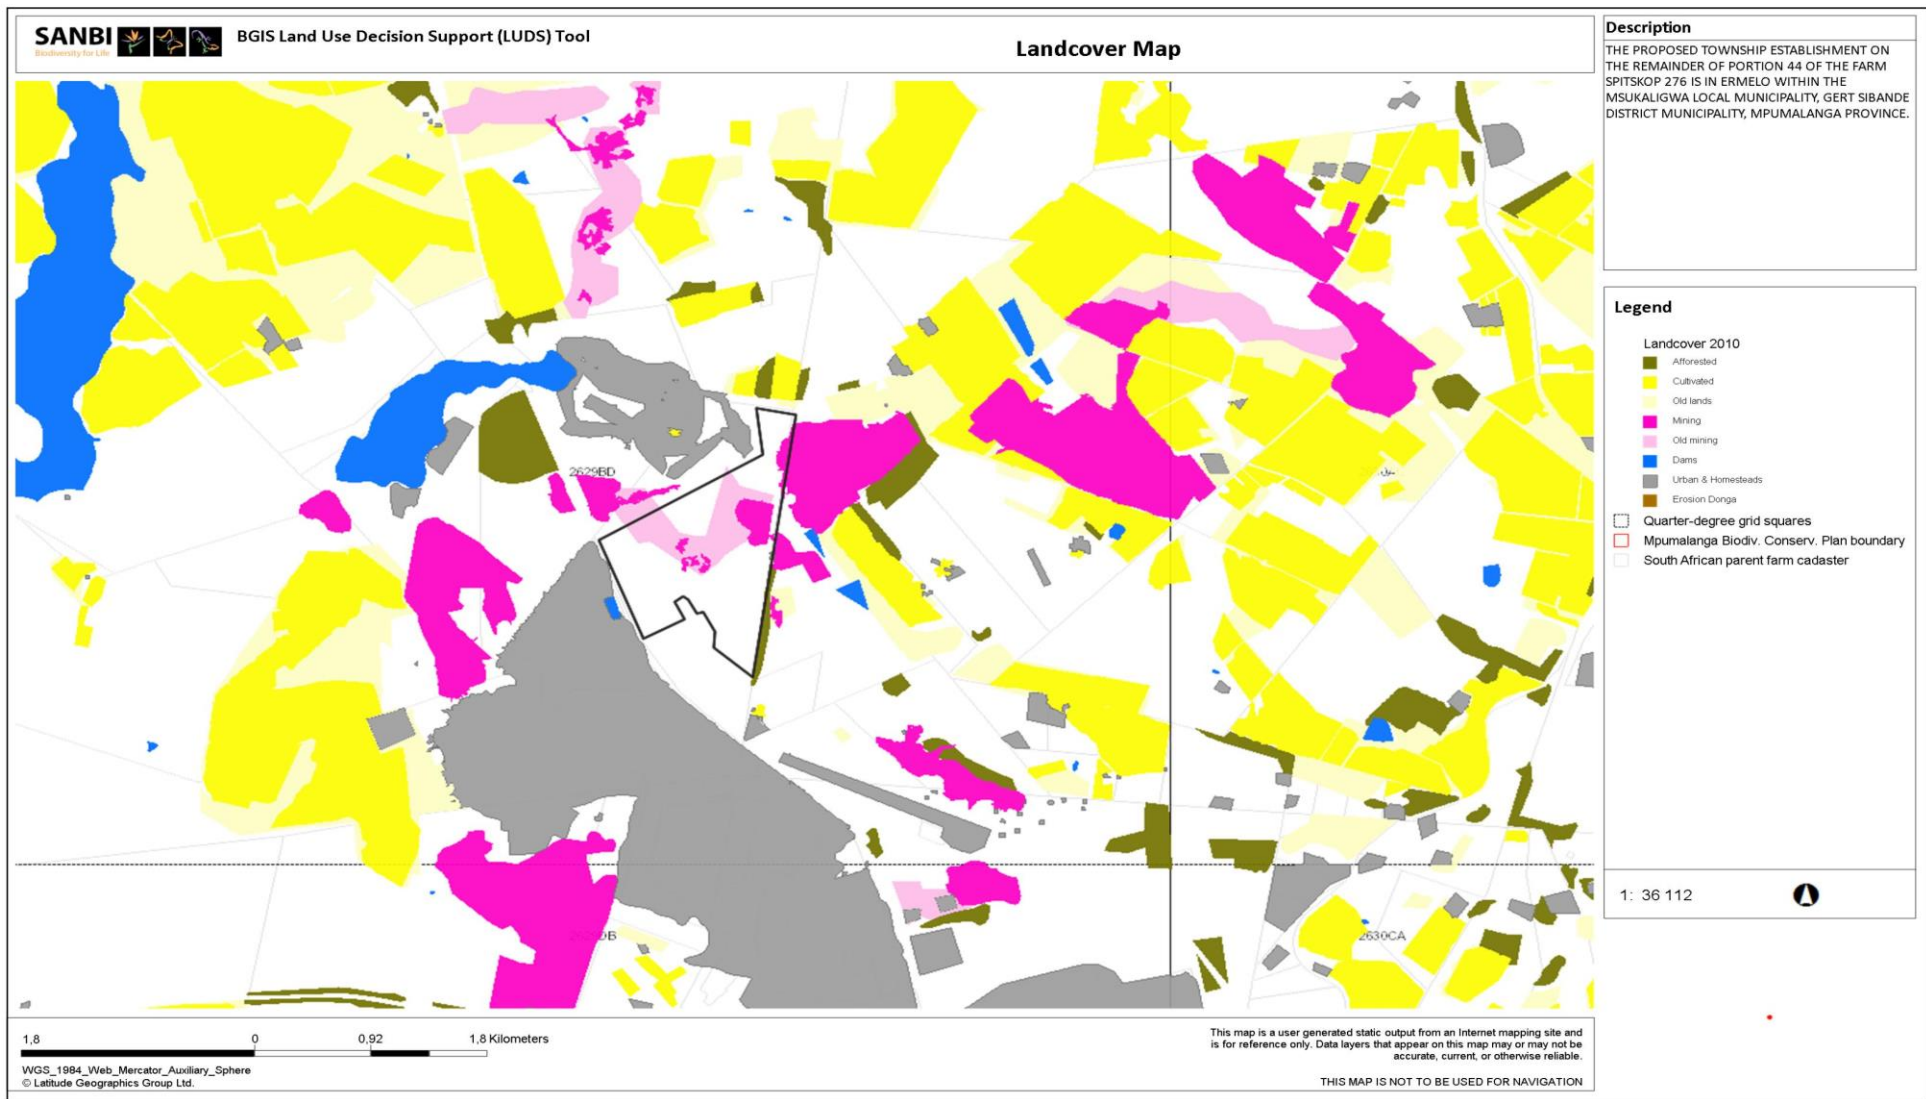 SANBI
Biodiversity for Life
BGIS Land Use Decision Support (LUDS) Tool
Landcover Map
Description
THE PROPOSED TOWNSHIP ESTABLISHMENT ON
THE REMAINDER OF PORTION 44 OF THE FARM
SPITSKOP 276 IS IN ERMELO WITHIN THE
MSUKALIGWA LOCAL MUNICIPALITY, GERT SIBANDE
DISTRICT MUNICIPALITY, MPUMALANGA PROVINCE.
Legend
Landcover 2010
Afforested
Cultivated
Old lands
Mining
Old mining
Dams
Urban & Homesteads
Erosion Donga
Quarter-degree grid squares
Mpumalanga Biodiv. Conserv. Plan boundary
South African parent farm cadaster
1: 36 112
2629BD
2630CA
1,8 0 0,92 1,8 Kilometers
WGS_1984_Web_Mercator_Auxiliary_Sphere
© Latitude Geographics Group Ltd.
This map is a user generated static output from an Internet mapping site and
is for reference only. Data layers that appear on this map may or may not be
accurate, current, or otherwise reliable.
THIS MAP IS NOT TO BE USED FOR NAVIGATION